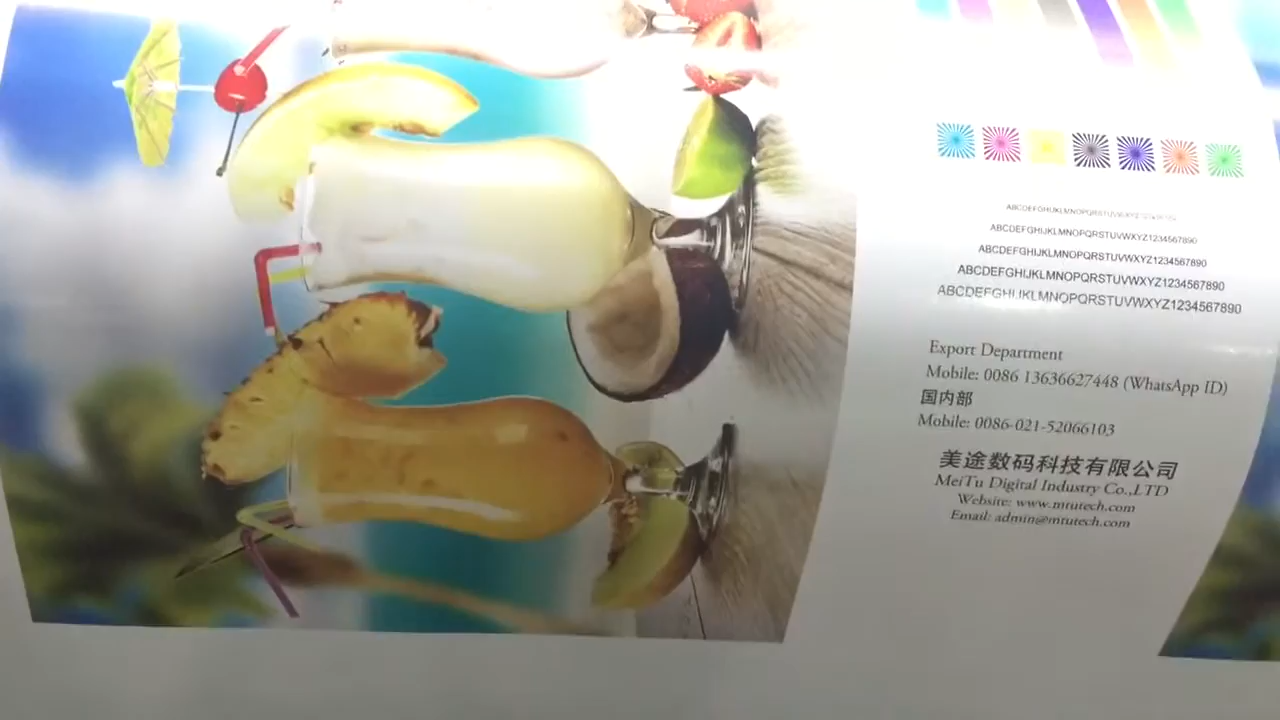 ABCDEFGHIJKLMNOPQRSTUVWXYZ1234567890
ABCDEFGHIJKLMNOPQRSTUVWXYZ1234567890
ABCDEFGHIJKLMNOPQRSTUVWXYZ1234567890
ABCDEFGHIJKLMNOPQRSTUVWXYZ1234567890
ABCDEFGHIJKLMNOPQRSTUVWXYZ1234567890
Export Department
Mobile: 0086 13636627448 (WhatsApp ID)
国内部
Mobile: 0086-021-52066103
美途数码科技有限公司
MeiTu Digital Industry Co.,LTD
Website: www.mtutech.com
Email: admin@mtutech.com